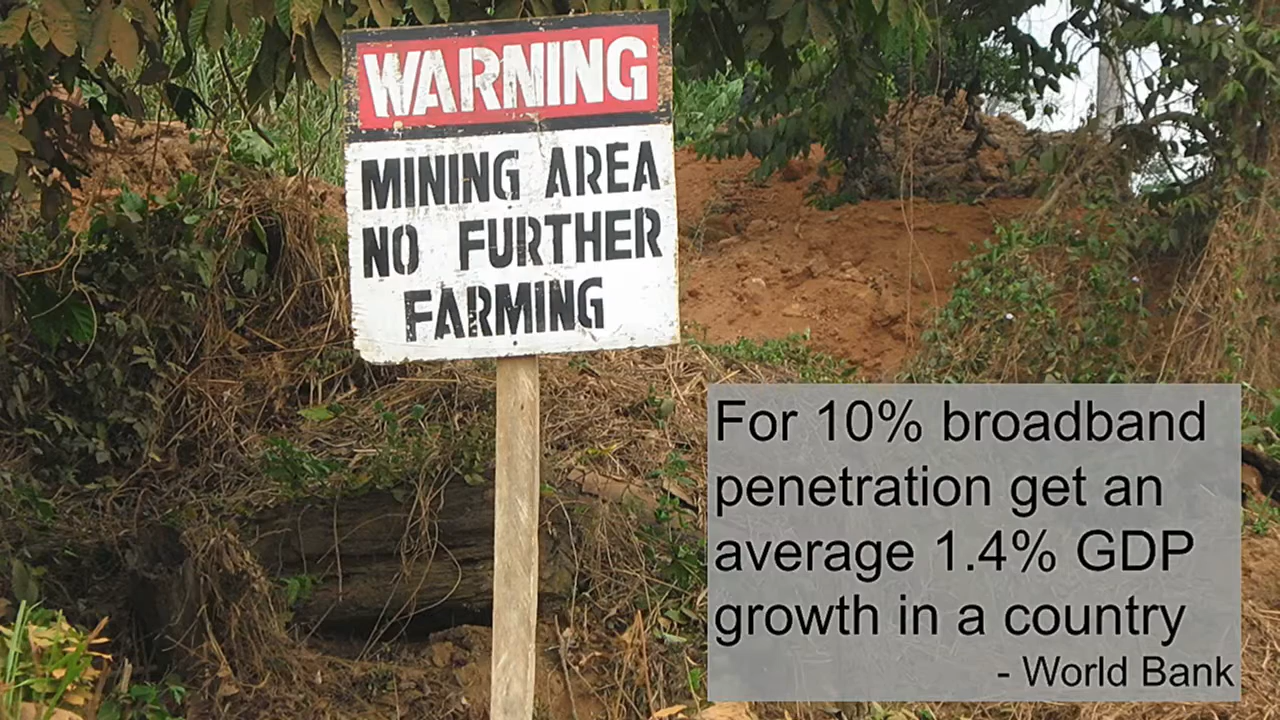 WARNING
MINING AREA
NO FURTHER
FARMING
For 10% broadband
penetration get an
average 1.4% GDP
growth in a country
- World Bank